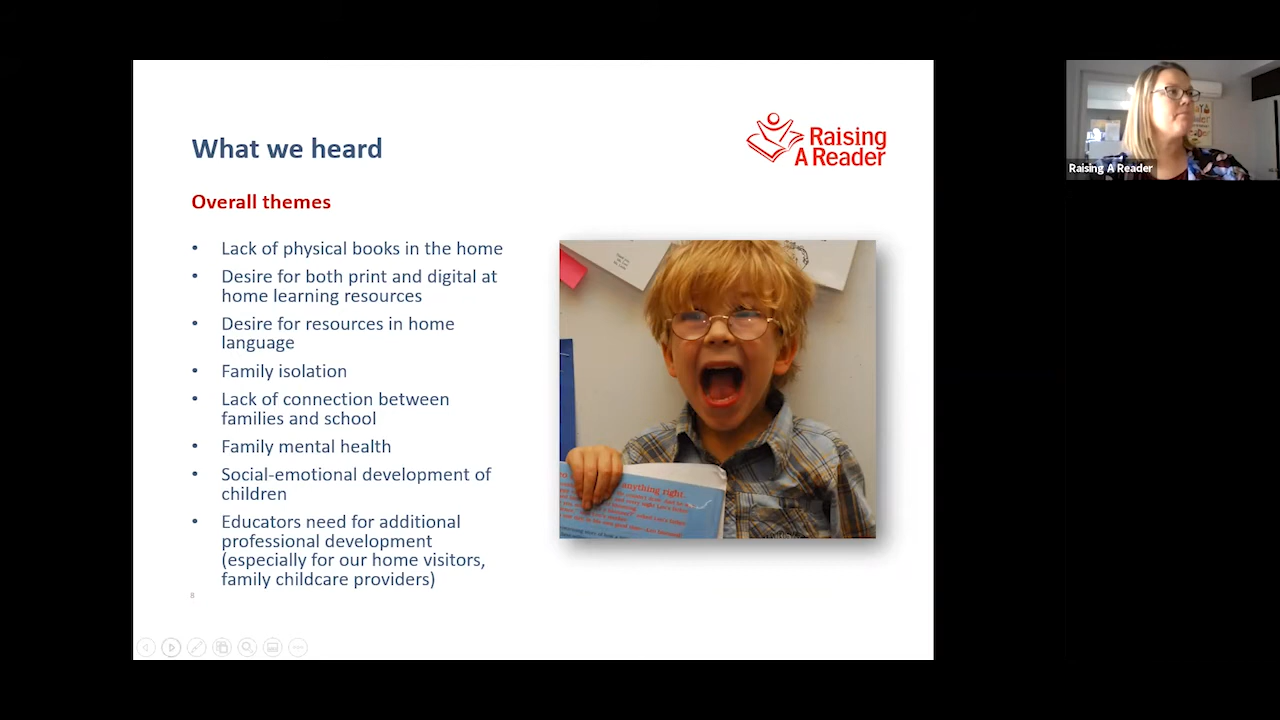 What we heard
Raising
A Reader
Overall themes
• Lack of physical books in the home
• Desire for both print and digital at
home learning resources
• Desire for resources in home
language
• Family isolation
• Lack of connection between
families and school
• Family mental health
• Social-emotional development of
children
• Educators need for additional
professional development
(especially for our home visitors,
family childcare providers)
8
anything right.
Raising A Reader